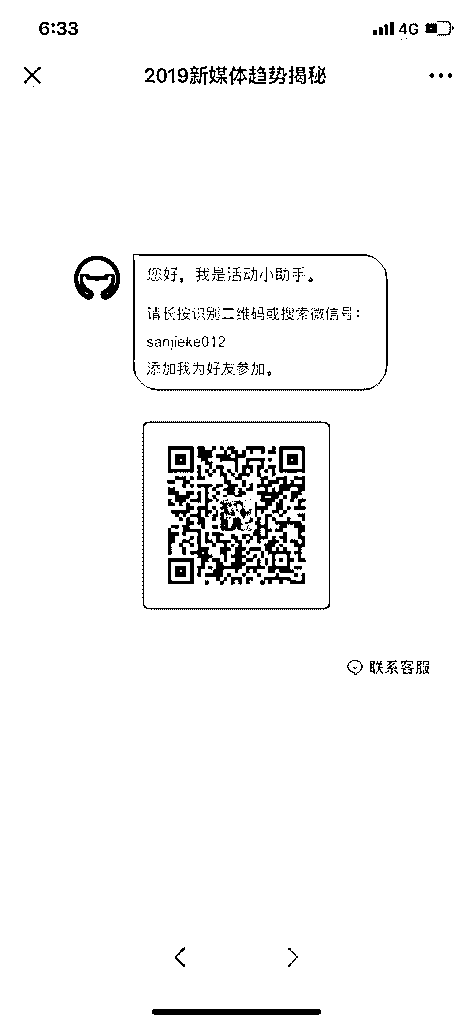 6:33
4G
2019新媒体趋势揭秘
您好，我是活动小助手。
请长按识别二维码或搜索微信号：
sanjieke012
添加我为好友参加。
联系客服